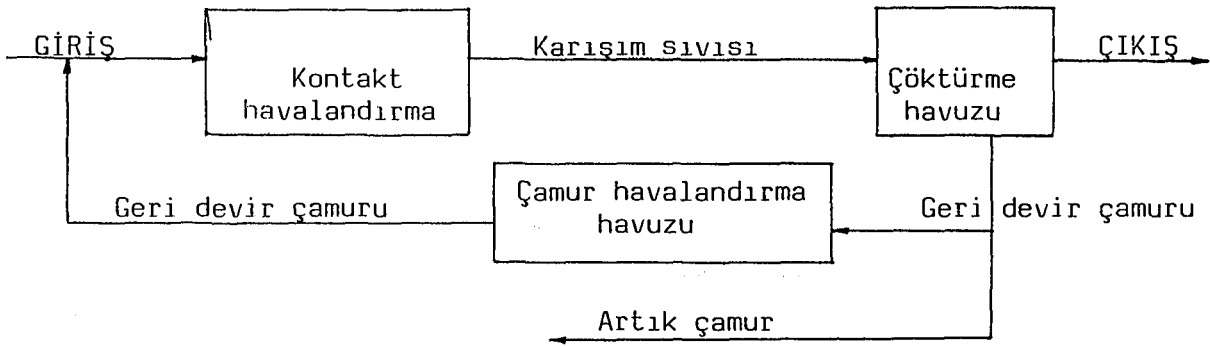 GİRİŞ
Kontakt
havalandırma
Karışım sıvısı
Çöktürme
havuzu
ÇIKIŞ
Geri devir çamuru
Çamur havalandırma
havuzu
Geri devir çamuru
Artık çamur